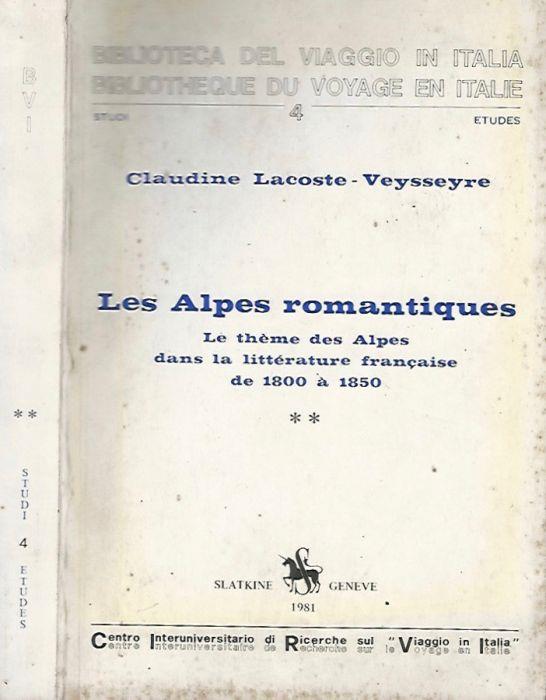 BIBLIOTECA DEL VIAGGIO IN ITALIA
BIBLIOTHEQUE DU VOYAGE EN ITALIE
STUDI 4 ETUDES
Claudine Lacoste-Veysseyre
Les Alpes romantiques
Le thème des Alpes
dans la littérature française
de 1800 à 1850
**
SLATKINE GENEVE
1981
Centro Interuniversitario di Ricerche sul "Viaggio in Italia"
Centre Interuniversitaire de Recherche sur le Voyage en Italie
BVI
**
STUDI 4 ETUDES